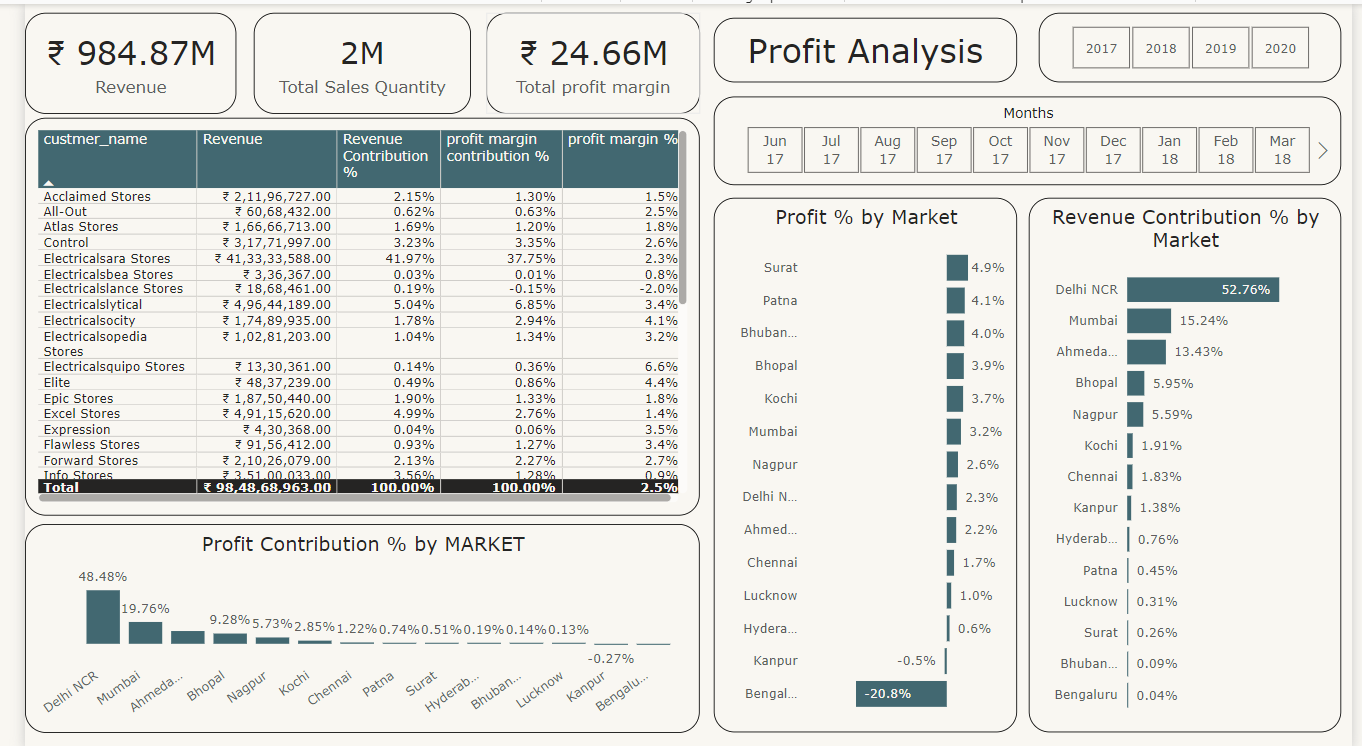 ₹ 984.87M
Revenue
2M
Total Sales Quantity
₹ 24.66M
Total profit margin
Profit Analysis
2017 2018 2019 2020
Months
Jun 17 Jul 17 Aug 17 Sep 17 Oct 17 Nov 17 Dec 17 Jan 18 Feb 18 Mar 18
custmer_name Revenue Revenue Contribution % profit margin contribution % profit margin %
Acclaimed Stores ₹ 2,11,96,727.00 2.15% 1.30% 1.5%
All-Out ₹ 60,68,432.00 0.62% 0.63% 2.5%
Atlas Stores ₹ 1,66,66,713.00 1.69% 1.20% 1.8%
Control ₹ 3,17,71,997.00 3.23% 3.35% 2.6%
Electricalsara Stores ₹ 41,33,33,588.00 41.97% 37.75% 2.3%
Electricalsbea Stores ₹ 3,36,367.00 0.03% 0.01% 0.8%
Electricalslance Stores ₹ 18,68,461.00 0.19% -0.15% -2.0%
Electricalslytical ₹ 4,96,44,189.00 5.04% 6.85% 3.4%
Electricalsocity ₹ 1,74,89,935.00 1.78% 2.94% 4.1%
Electricalsopedia Stores ₹ 1,02,81,203.00 1.04% 1.34% 3.2%
Electricalsquipo Stores ₹ 13,30,361.00 0.14% 0.36% 6.6%
Elite ₹ 48,37,239.00 0.49% 0.86% 4.4%
Epic Stores ₹ 1,87,50,440.00 1.90% 1.33% 1.8%
Excel Stores ₹ 4,91,15,620.00 4.99% 2.76% 1.4%
Expression ₹ 4,30,368.00 0.04% 0.06% 3.5%
Flawless Stores ₹ 91,56,412.00 0.93% 1.27% 3.4%
Forward Stores ₹ 2,10,26,079.00 2.13% 2.27% 2.7%
Info Stores ₹ 3,51,00,033.00 3.56% 1.28% 0.9%
Total ₹ 98,48,68,963.00 100.00% 100.00% 2.5%
Profit Contribution % by MARKET
48.48% 19.76% 9.28% 5.73% 2.85% 1.22% 0.74% 0.51% 0.19% 0.14% 0.13% -0.27%
Delhi NCR Mumbai Ahmeda... Bhopal Nagpur Kochi Chennai Patna Surat Hyderab... Bhuban... Lucknow Kanpur Bengalu...
Profit % by Market
Surat 4.9%
Patna 4.1%
Bhuban... 4.0%
Bhopal 3.9%
Kochi 3.7%
Mumbai 3.2%
Nagpur 2.6%
Delhi N... 2.3%
Ahmed... 2.2%
Chennai 1.7%
Lucknow 1.0%
Hydera... 0.6%
Kanpur -0.5%
Bengal... -20.8%
Revenue Contribution % by
Market
Delhi NCR 52.76%
Mumbai 15.24%
Ahmeda... 13.43%
Bhopal 5.95%
Nagpur 5.59%
Kochi 1.91%
Chennai 1.83%
Kanpur 1.38%
Hyderab... 0.76%
Patna 0.45%
Lucknow 0.31%
Surat 0.26%
Bhuban... 0.09%
Bengaluru 0.04%